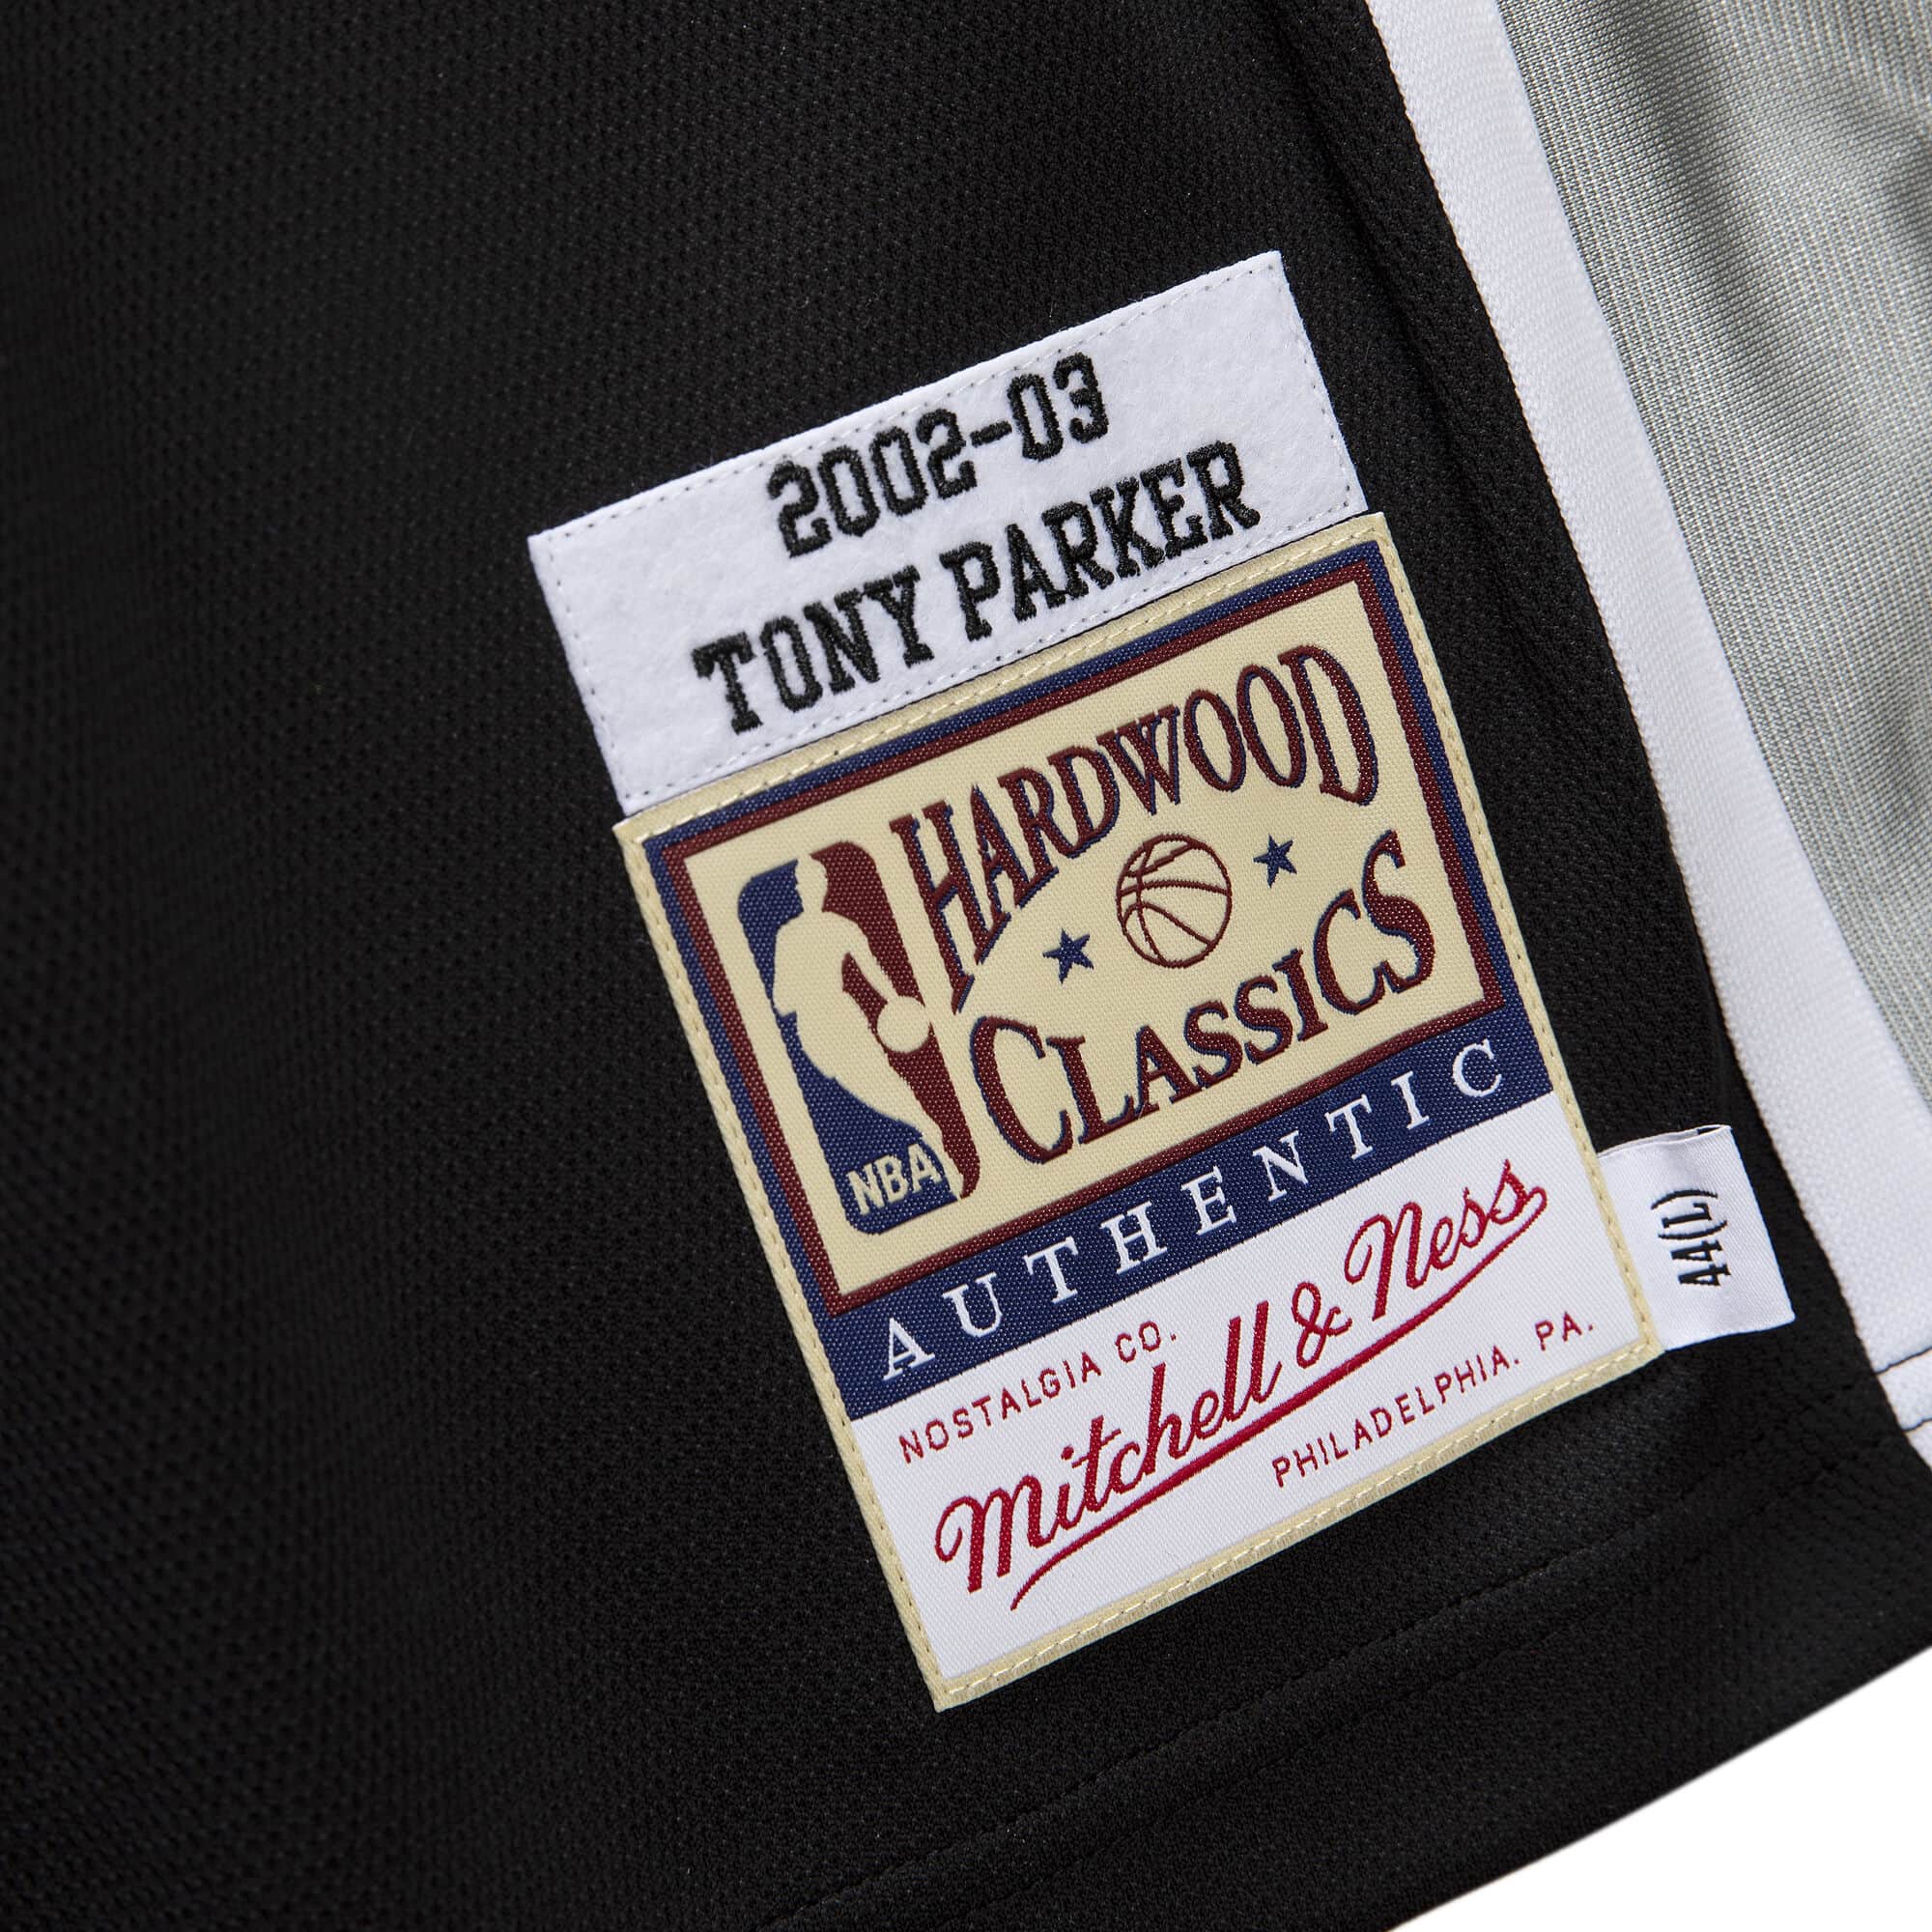 2002-03
TONY PARKER
HARDWOOD
CLASSICS
NBA
AUTHENTIC
NOSTALGIA CO.
Mitchell & Ness
PHILADELPHIA. PA.
44(L)